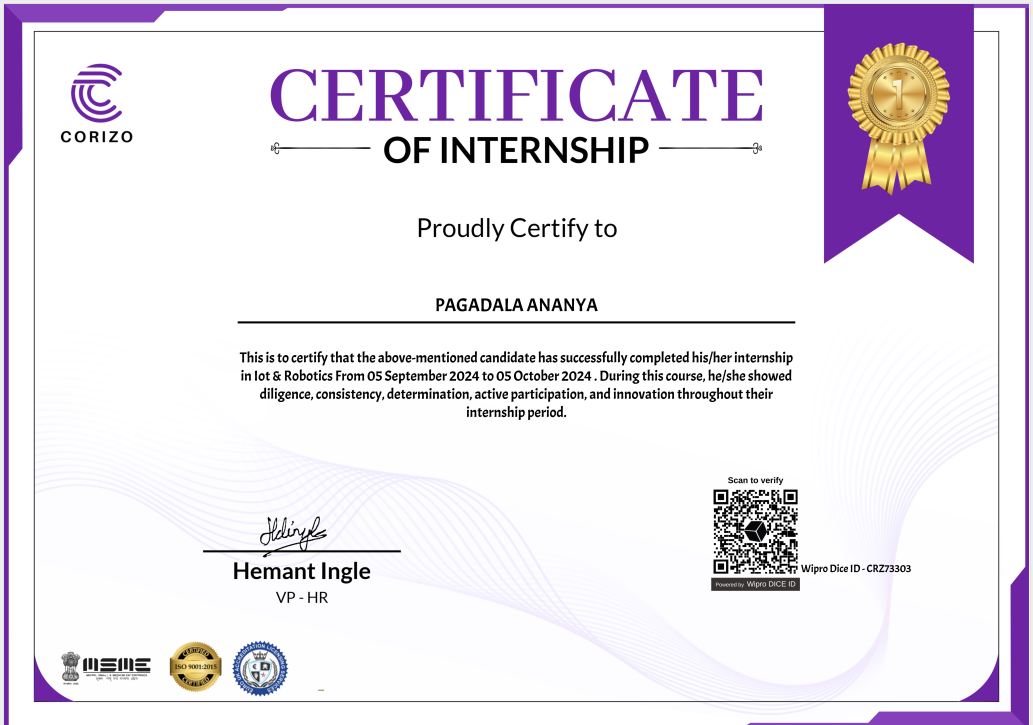 CORIZO
CERTIFICATE
OF INTERNSHIP
1
Proudly Certify to
PAGADALA ANANYA
This is to certify that the above-mentioned candidate has successfully completed his/her internship
in Iot & Robotics From 05 September 2024 to 05 October 2024 . During this course, he/she showed
diligence, consistency, determination, active participation, and innovation throughout their
internship period.
Scan to verify
Wipro Dice ID - CRZ73303
Powered by Wipro DICE ID
Hemant Ingle
VP - HR
MSME
CERTIFIED
ISO 9001:2015
CERTIFIED